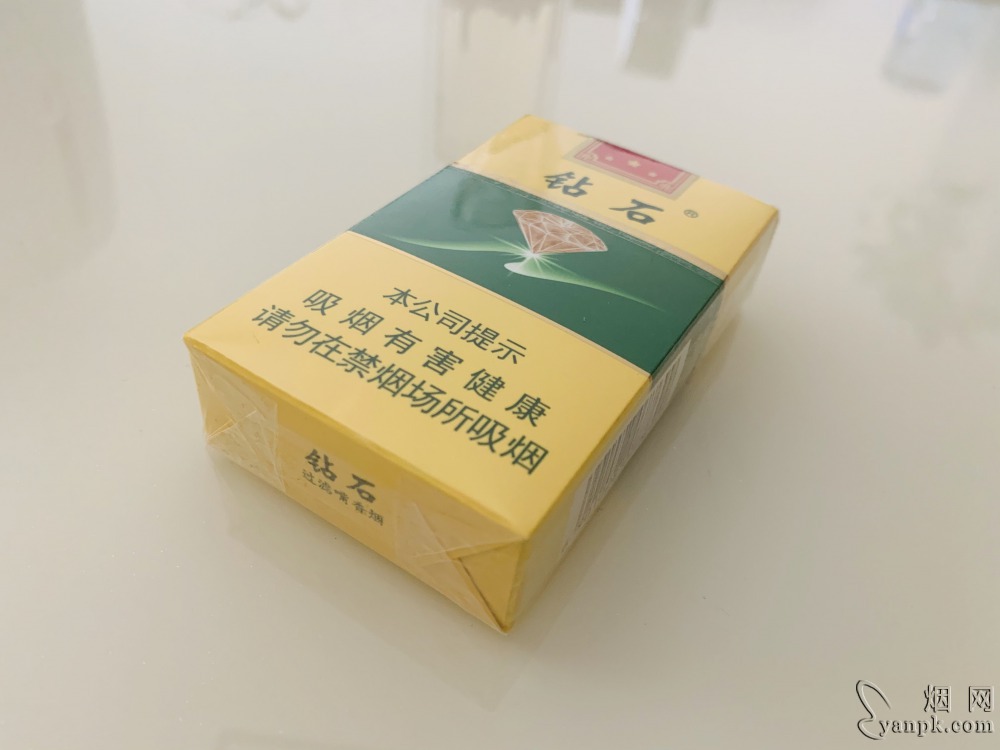 钻石®
本公司提示
吸烟有害健康
请勿在禁烟场所吸烟
钻石
过滤嘴香烟
烟网
yanpk.com